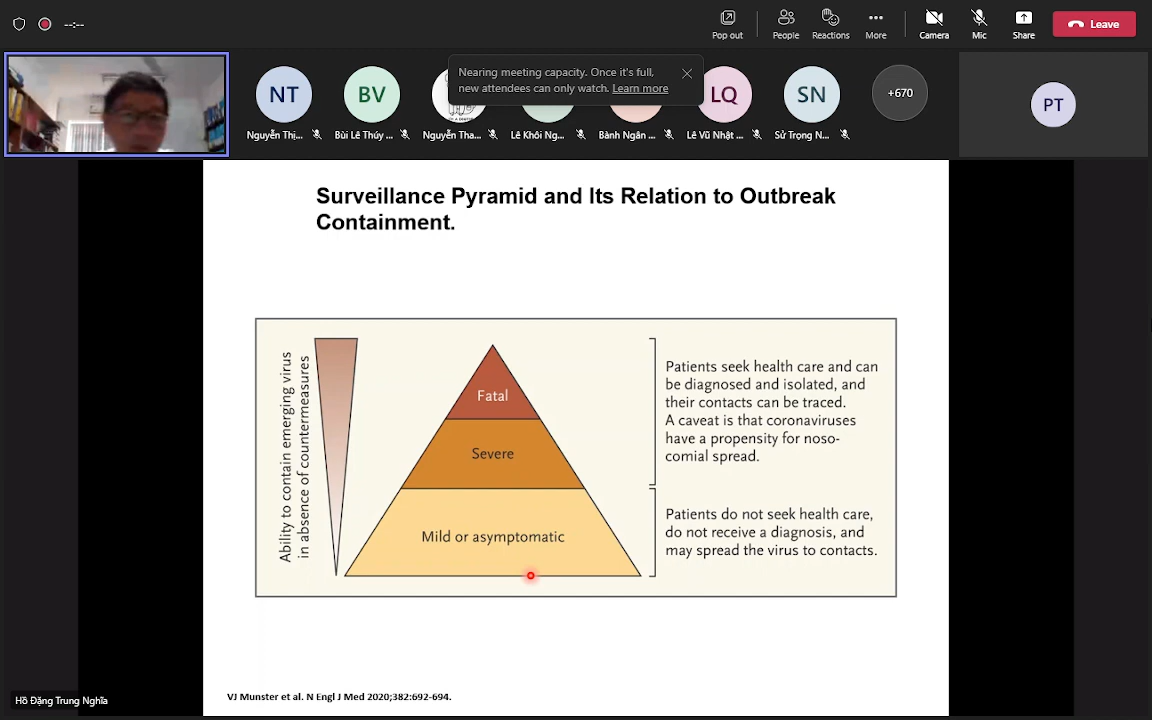 --:--
Pop out
People
Reactions
More
Camera
Mic
Share
Leave
Nearing meeting capacity. Once it's full,
new attendees can only watch. Learn more
NT
BV
LQ
SN
+670
PT
Nguyễn Thị...
Bùi Lê Thúy ...
Nguyễn Tha...
Lê Khôi Ng...
Bành Ngân ...
Lê Vũ Nhật ...
Sử Trọng N...
Surveillance Pyramid and Its Relation to Outbreak
Containment.
Ability to contain emerging virus
in absence of countermeasures
Fatal
Severe
Mild or asymptomatic
Patients seek health care and can
be diagnosed and isolated, and
their contacts can be traced.
A caveat is that coronaviruses
have a propensity for noso-
comial spread.
Patients do not seek health care,
do not receive a diagnosis, and
may spread the virus to contacts.
VJ Munster et al. N Engl J Med 2020;382:692-694.
Hồ Đặng Trung Nghĩa